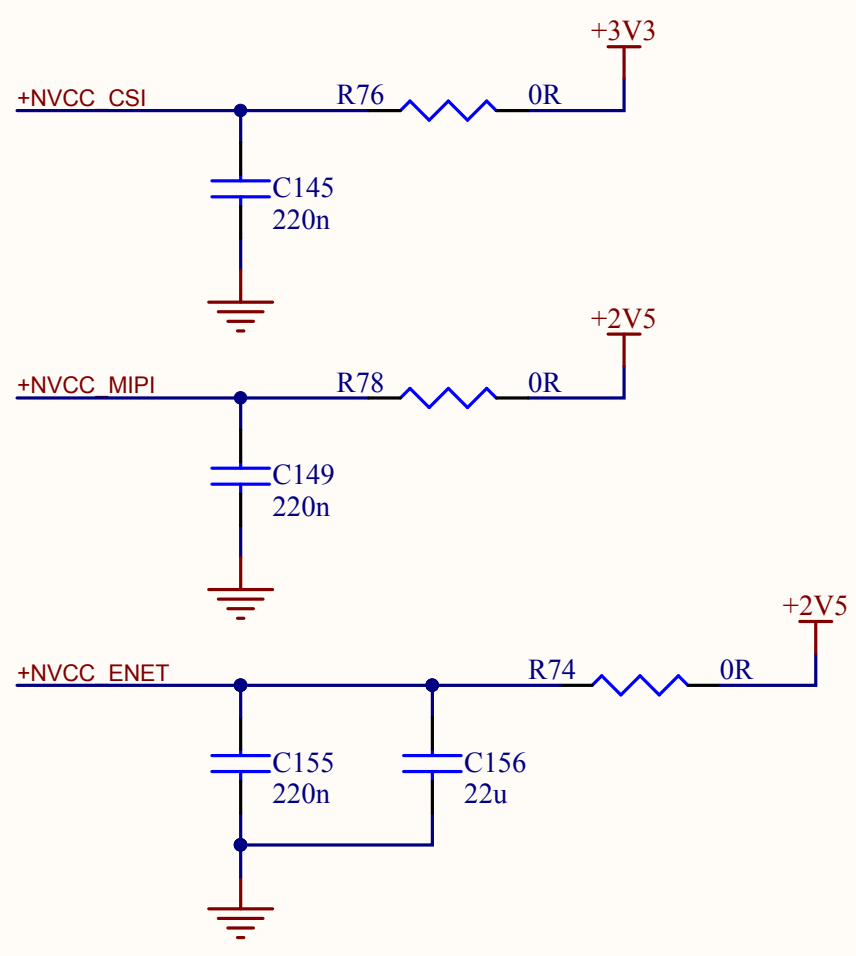 +3V3
+NVCC_CSI
R76
0R
C145
220n
+2V5
+NVCC_MIPI
R78
0R
C149
220n
+2V5
+NVCC_ENET
R74
0R
C155
220n
C156
22u